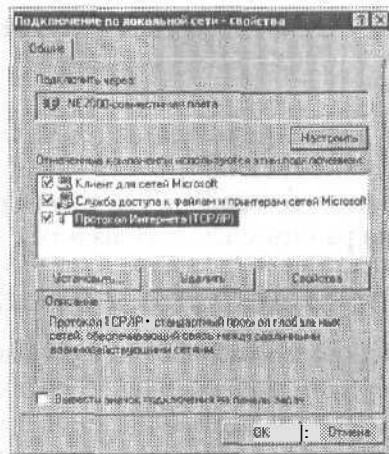 Подключение по локальной сети - свойства
Общие
Подключить через:
NE2000-совместимая плата
Настроить
Отмеченные компоненты используются этим подключением:
Клиент для сетей Microsoft
Служба доступа к файлам и принтерам сетей Microsoft
Протокол Интернета (TCP/IP)
Установить...
Удалить
Свойства
Описание
Протокол TCP/IP - стандартный протокол глобальных
сетей, обеспечивающий связь между различными
взаимодействующими сетями.
Вывести значок подключения на панель задач
OK
Отмена